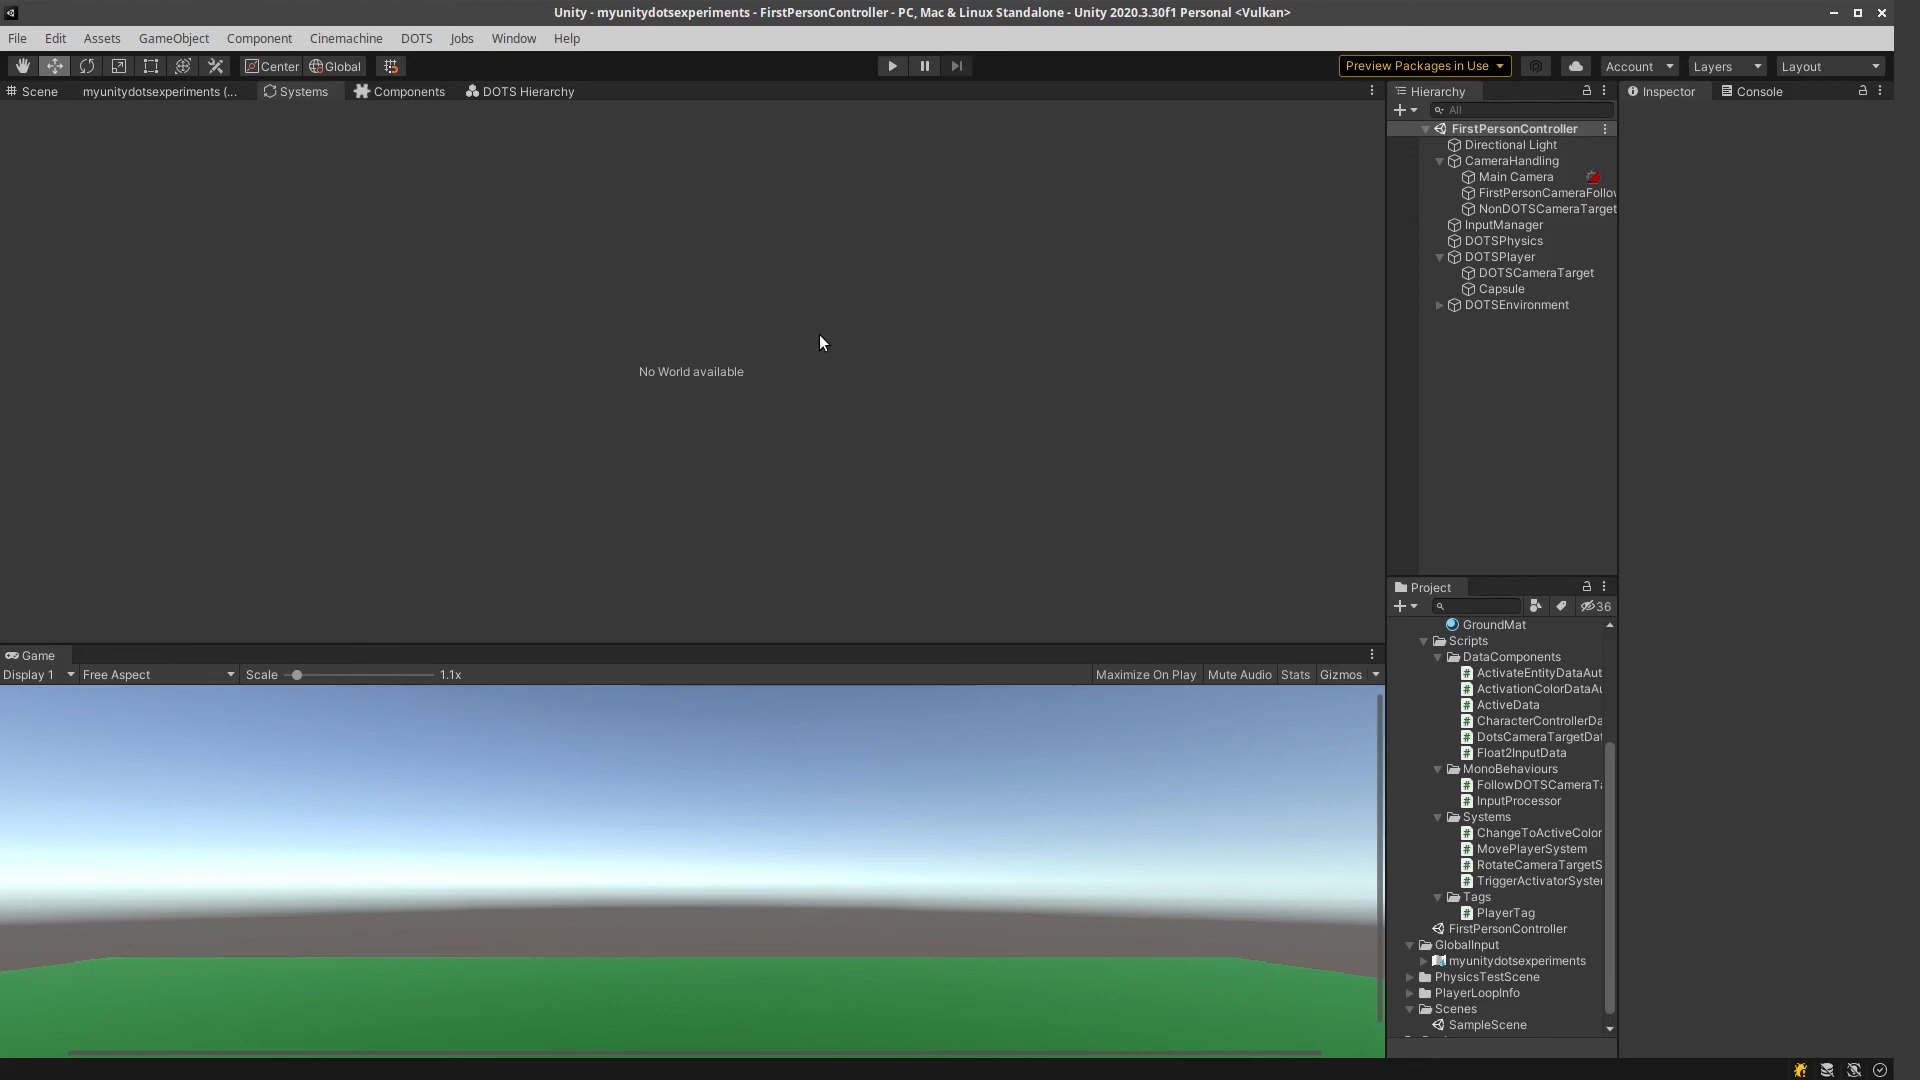 Unity - myunitydotsexperiments - FirstPersonController - PC, Mac & Linux Standalone - Unity 2020.3.30f1 Personal <Vulkan>
File Edit Assets GameObject Component Cinemachine DOTS Jobs Window Help
Center Global Preview Packages in Use Account Layers Layout
Scene myunitydotsexperiments (... Systems Components DOTS Hierarchy
No World available
Game
Display 1 Free Aspect Scale 1.1x Maximize On Play Mute Audio Stats Gizmos
Hierarchy
All
FirstPersonController
Directional Light
CameraHandling
Main Camera
FirstPersonCameraFollow
NonDOTSCameraTarget
InputManager
DOTSPhysics
DOTSPlayer
DOTSCameraTarget
Capsule
DOTSEnvironment
Project
36
GroundMat
Scripts
DataComponents
ActivateEntityDataAut
ActivationColorDataAu
ActiveData
CharacterControllerDa
DotsCameraTargetDat
Float2InputData
MonoBehaviours
FollowDOTSCameraTa
InputProcessor
Systems
ChangeToActiveColor
MovePlayerSystem
RotateCameraTargetS
TriggerActivatorSyster
Tags
PlayerTag
FirstPersonController
GlobalInput
myunitydotsexperiments
PhysicsTestScene
PlayerLoopInfo
Scenes
SampleScene
Inspector Console